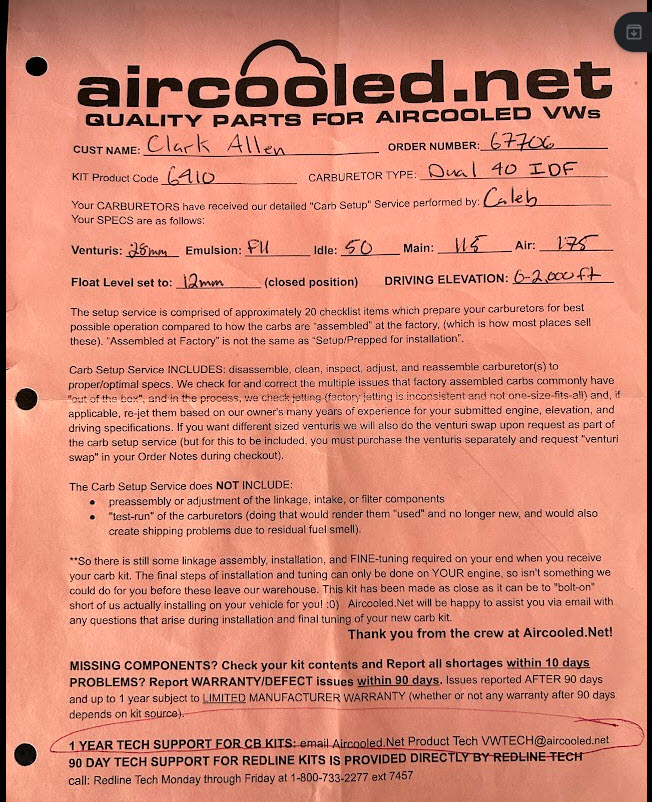 aircooled.net
QUALITY PARTS FOR AIRCOOLED VWs
CUST NAME: Clark Allen ORDER NUMBER: 67706
KIT Product Code 6410 CARBURETOR TYPE: Dual 40 IDF
Your CARBURETORS have received our detailed "Carb Setup" Service performed by: Caleb
Your SPECS are as follows:
Venturis: 28mm Emulsion: F11 Idle: 50 Main: 115 Air: 175
Float Level set to: 12mm (closed position) DRIVING ELEVATION: 0-2,000 ft
The setup service is comprised of approximately 20 checklist items which prepare your carburetors for best
possible operation compared to how the carbs are "assembled" at the factory, (which is how most places sell
these). "Assembled at Factory" is not the same as "Setup/Prepped for installation".
Carb Setup Service INCLUDES: disassemble, clean, inspect, adjust, and reassemble carburetor(s) to
proper/optimal specs. We check for and correct the multiple issues that factory assembled carbs commonly have
"out of the box", and in the process, we check jetting (factory jetting is inconsistent and not one-size-fits-all) and, if
applicable, re-jet them based on our owner's many years of experience for your submitted engine, elevation, and
driving specifications. If you want different sized venturis we will also do the venturi swap upon request as part of
the carb setup service (but for this to be included, you must purchase the venturis separately and request "venturi
swap" in your Order Notes during checkout).
The Carb Setup Service does NOT INCLUDE:
• preassembly or adjustment of the linkage, intake, or filter components
• "test-run" of the carburetors (doing that would render them "used" and no longer new, and would also
create shipping problems due to residual fuel smell).
**So there is still some linkage assembly, installation, and FINE-tuning required on your end when you receive
your carb kit. The final steps of installation and tuning can only be done on YOUR engine, so isn't something we
could do for you before these leave our warehouse. This kit has been made as close as it can be to "bolt-on"
short of us actually installing on your vehicle for you! :0) Aircooled.Net will be happy to assist you via email with
any questions that arise during installation and final tuning of your new carb kit.
Thank you from the crew at Aircooled.Net!
MISSING COMPONENTS? Check your kit contents and Report all shortages within 10 days
PROBLEMS? Report WARRANTY/DEFECT issues within 90 days. Issues reported AFTER 90 days
and up to 1 year subject to LIMITED MANUFACTURER WARRANTY (whether or not any warranty after 90 days
depends on kit source).
1 YEAR TECH SUPPORT FOR CB KITS: email Aircooled.Net Product Tech VWTECH@aircooled.net
90 DAY TECH SUPPORT FOR REDLINE KITS IS PROVIDED DIRECTLY BY REDLINE TECH
call: Redline Tech Monday through Friday at 1-800-733-2277 ext 7457